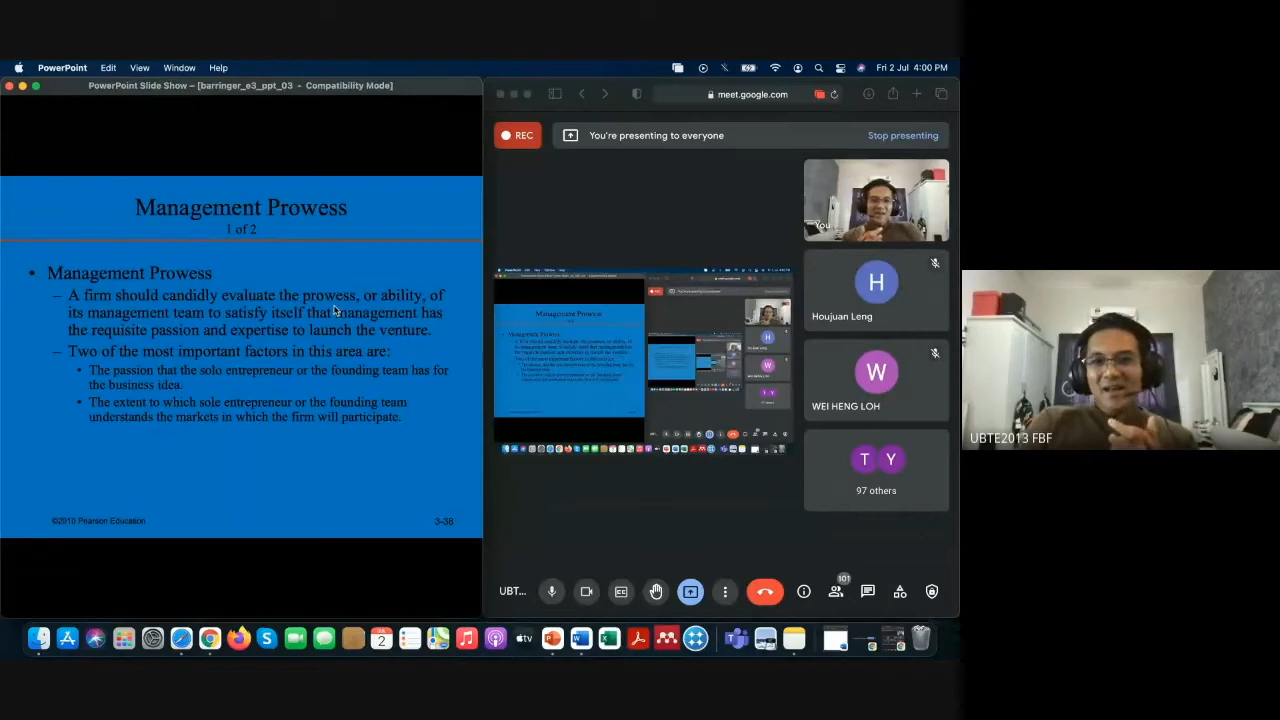 PowerPoint Edit View Window Help
Fri 2 Jul 4:00 PM
PowerPoint Slide Show – [barringer_e3_ppt_03 - Compatibility Mode]
Management Prowess
1 of 2
• Management Prowess
– A firm should candidly evaluate the prowess, or ability, of
its management team to satisfy itself that management has
the requisite passion and expertise to launch the venture.
– Two of the most important factors in this area are:
• The passion that the solo entrepreneur or the founding team has for
the business idea.
• The extent to which sole entrepreneur or the founding team
understands the markets in which the firm will participate.
©2010 Pearson Education
3-38
meet.google.com
REC
You're presenting to everyone
Stop presenting
You
H
Houjuan Leng
W
WEI HENG LOH
T Y
97 others
Management Prowess
UBT...
101
UBTE2013 FBF
tv
2